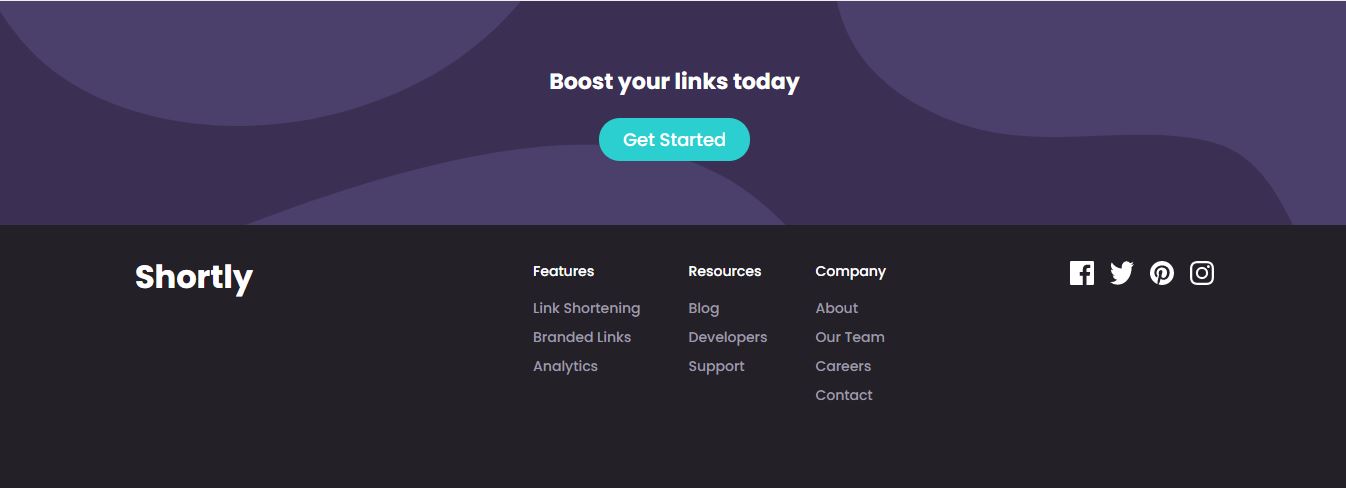 Boost your links today
Get Started
Shortly
Features
Link Shortening
Branded Links
Analytics
Resources
Blog
Developers
Support
Company
About
Our Team
Careers
Contact